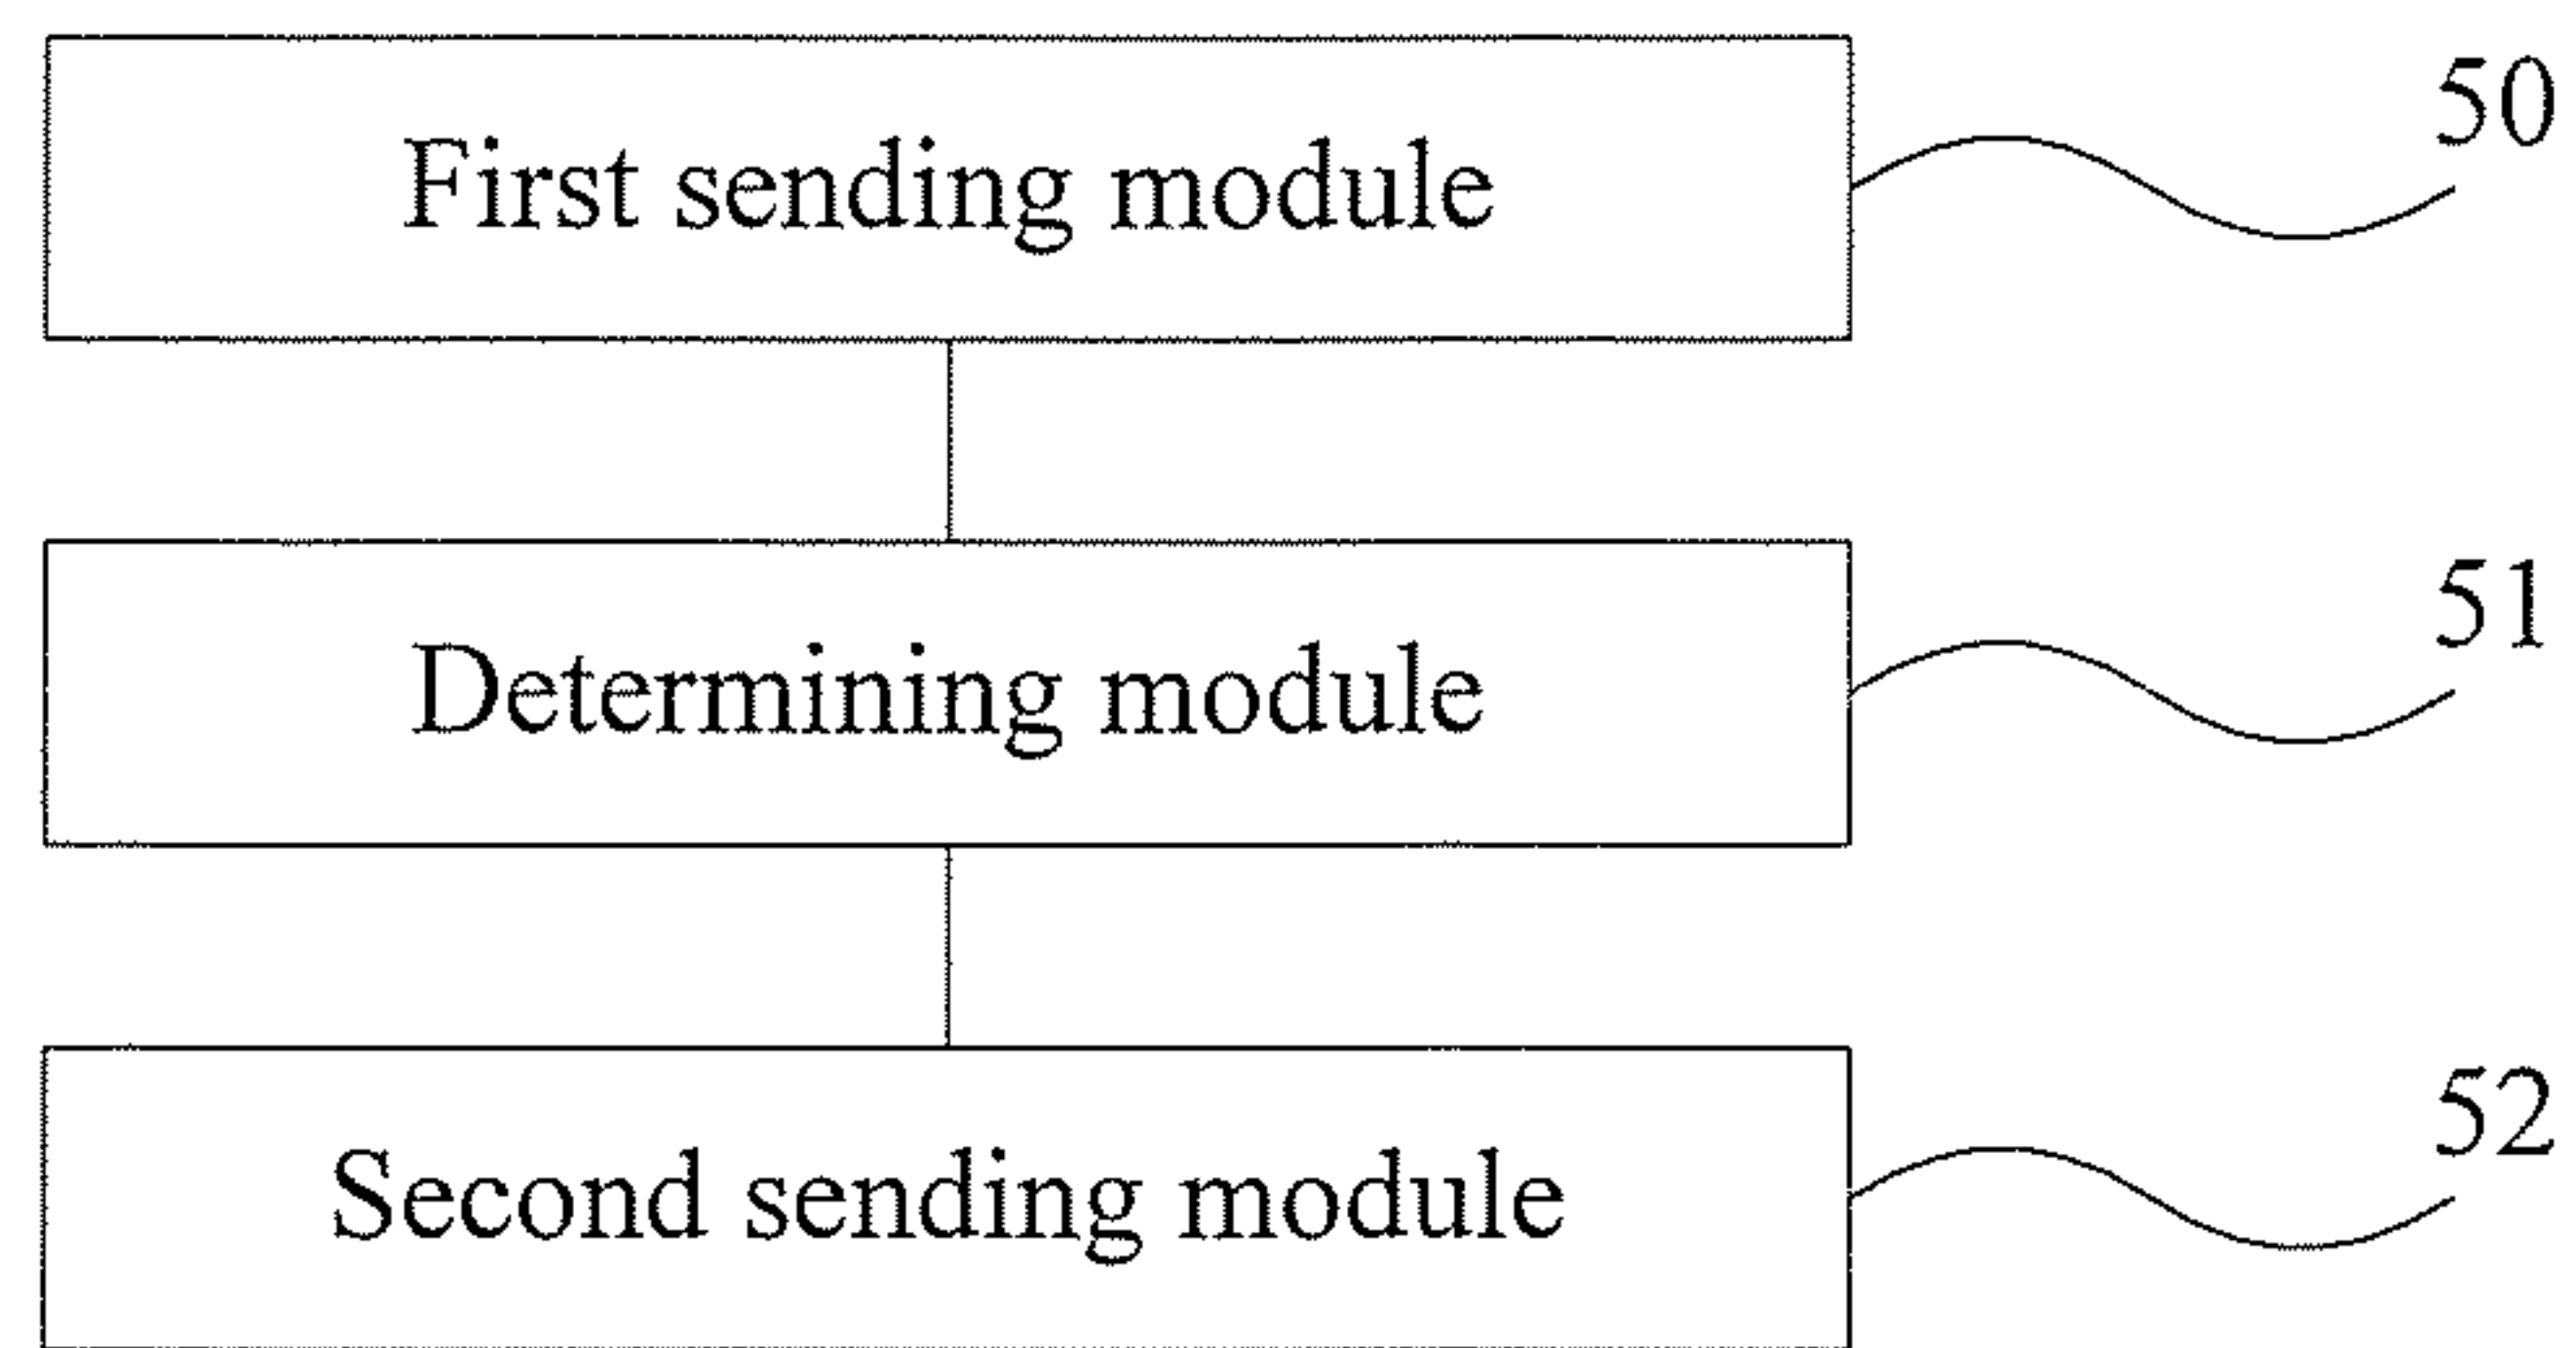 First sending module
50
Determining module
51
Second sending module
52